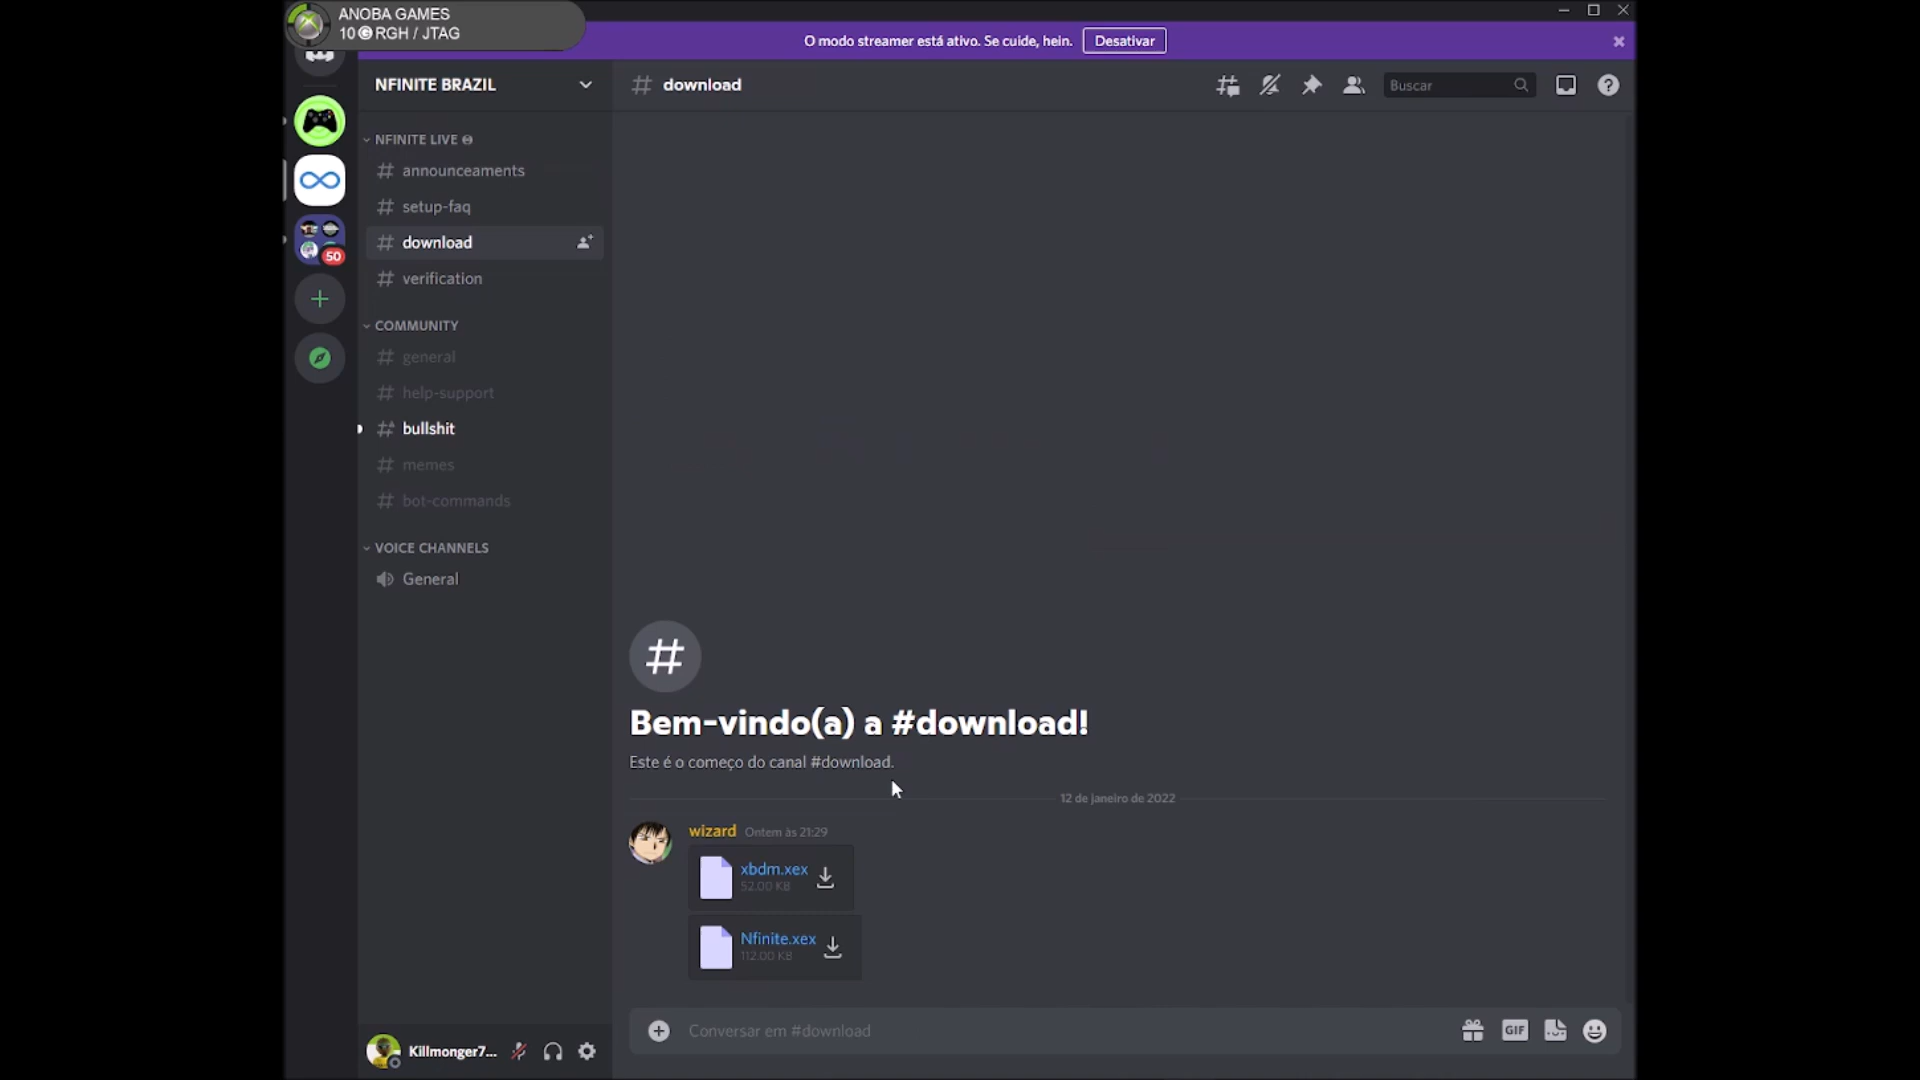 ANOBA GAMES
10 G RGH / JTAG
O modo streamer está ativo. Se cuide, hein.
Desativar
NFINITE BRAZIL
download
Buscar
NFINITE LIVE
announceaments
setup-faq
download
verification
50
COMMUNITY
general
help-support
bullshit
memes
bot-commands
VOICE CHANNELS
General
Bem-vindo(a) a #download!
Este é o começo do canal #download.
12 de janeiro de 2022
wizard Ontem às 21:29
xbdm.xex
52.00 KB
Nfinite.xex
112.00 KB
Conversar em #download
GIF
Killmonger7...